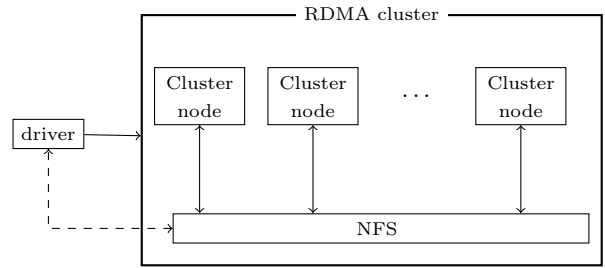 RDMA cluster
Cluster
node
Cluster
node
...
Cluster
node
driver
NFS